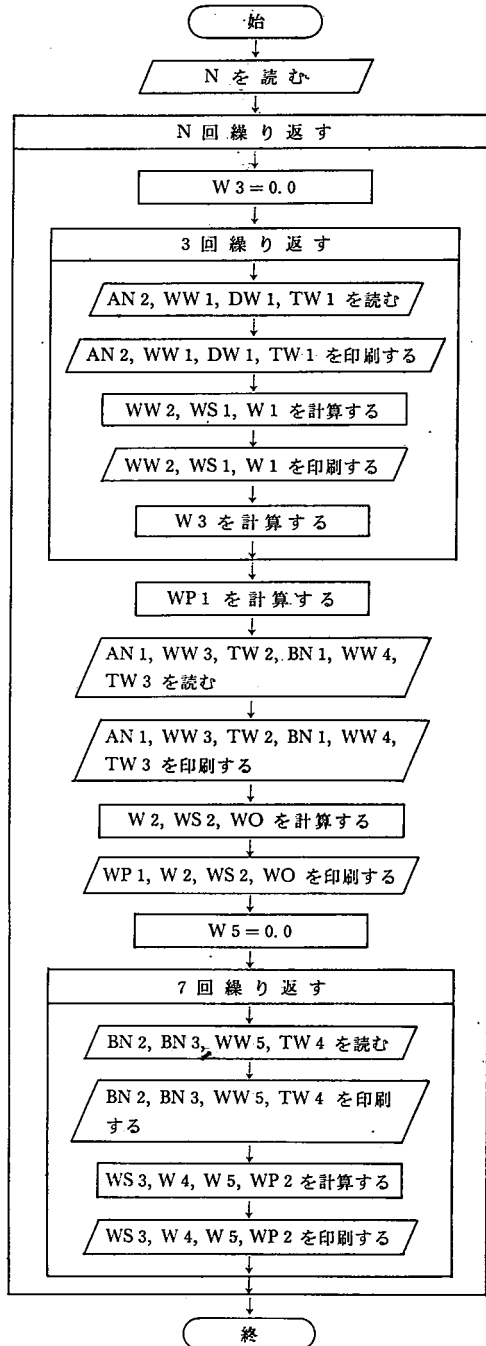 始
N を 読 む
N 回 繰 り 返 す
W 3 = 0.0
3 回 繰 り 返 す
AN 2, WW 1, DW 1, TW 1 を読む
AN 2, WW 1, DW 1, TW 1 を印刷する
WW 2, WS 1, W 1 を計算する
WW 2, WS 1, W 1 を印刷する
W 3 を 計 算 す る
WP 1 を 計 算 す る
AN 1, WW 3, TW 2, BN 1, WW 4,
TW 3 を読む
AN 1, WW 3, TW 2, BN 1, WW 4,
TW 3 を印刷する
W 2, WS 2, WO を計算する
WP 1, W 2, WS 2, WO を印刷する
W 5 = 0.0
7 回 繰 り 返 す
BN 2, BN 3, WW 5, TW 4 を読む
BN 2, BN 3, WW 5, TW 4 を印刷
する
WS 3, W 4, W 5, WP 2 を計算する
WS 3, W 4, W 5, WP 2 を印刷する
終